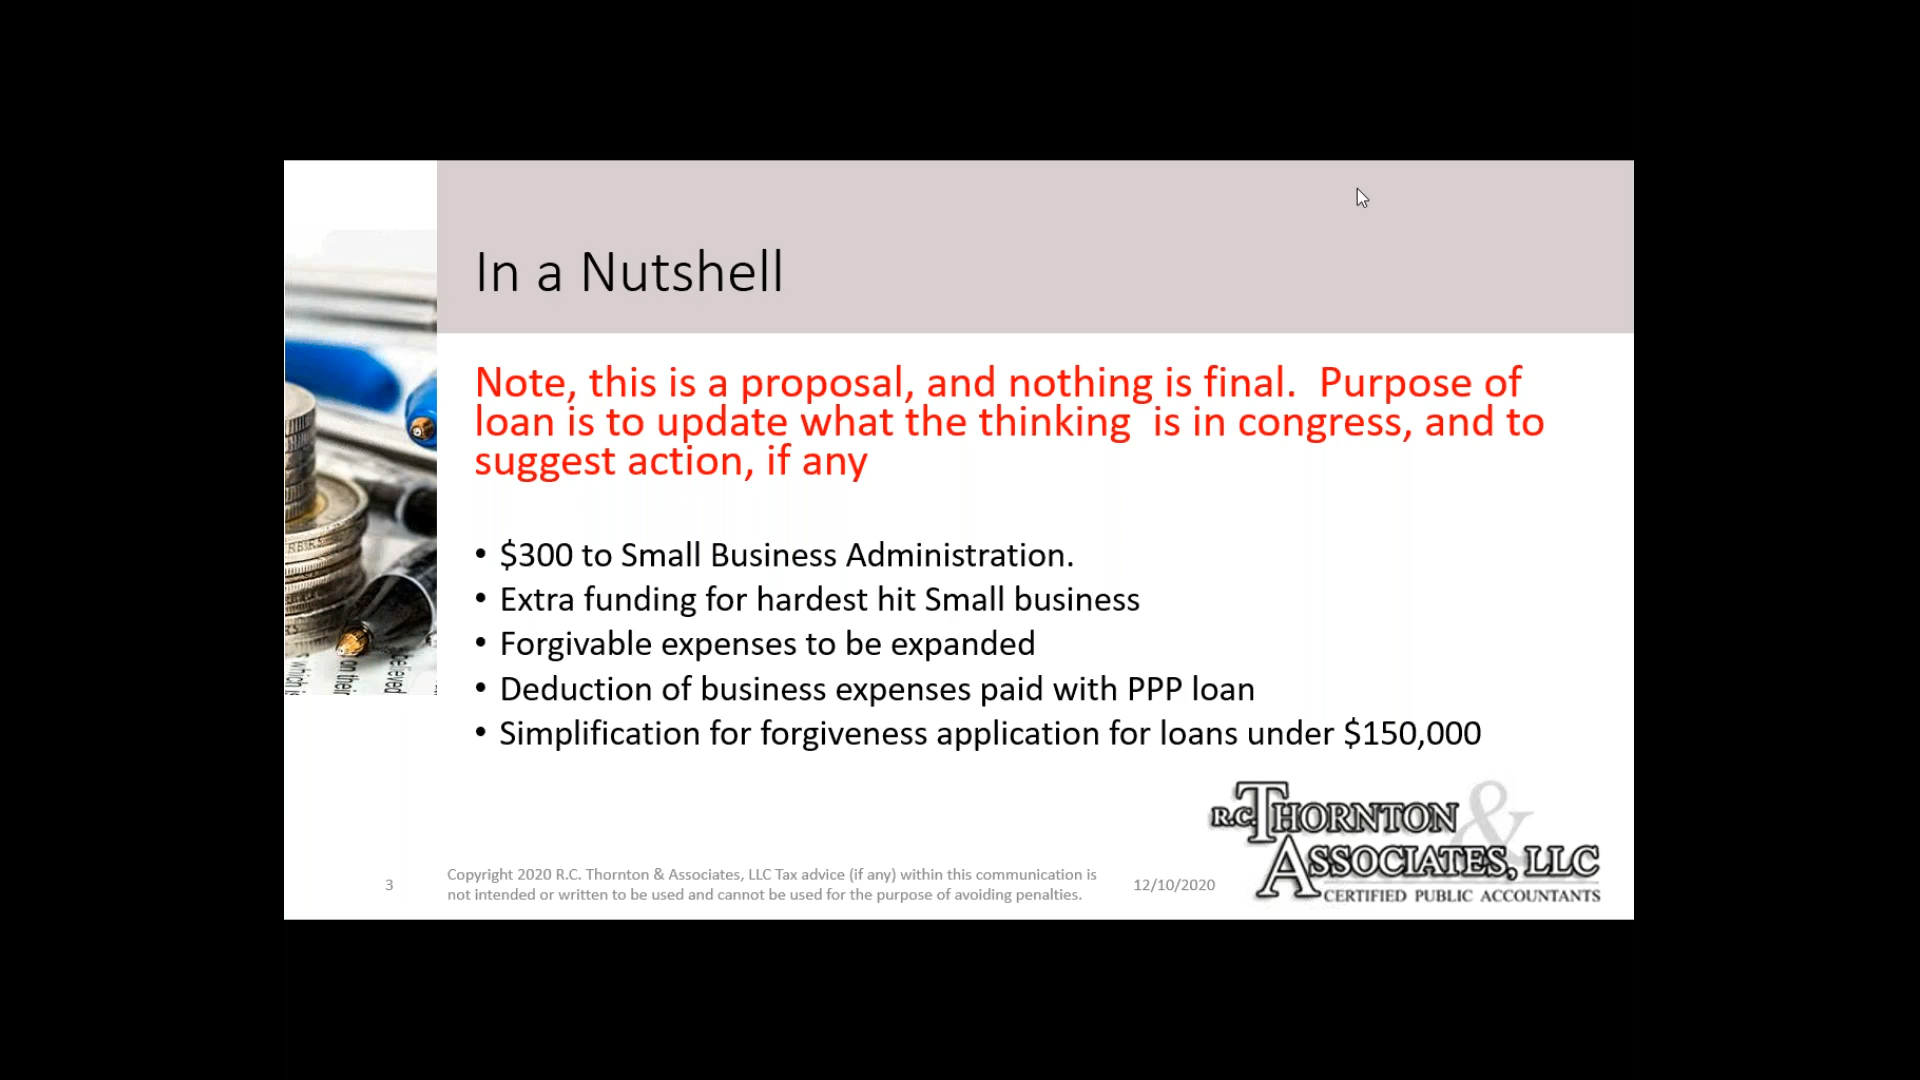 In a Nutshell
Note, this is a proposal, and nothing is final.  Purpose of
loan is to update what the thinking  is in congress, and to
suggest action, if any
• $300 to Small Business Administration.
• Extra funding for hardest hit Small business
• Forgivable expenses to be expanded
• Deduction of business expenses paid with PPP loan
• Simplification for forgiveness application for loans under $150,000
which is
on their
R.C. THORNTON &
ASSOCIATES, LLC
CERTIFIED PUBLIC ACCOUNTANTS
3
Copyright 2020 R.C. Thornton & Associates, LLC Tax advice (if any) within this communication is
not intended or written to be used and cannot be used for the purpose of avoiding penalties.
12/10/2020